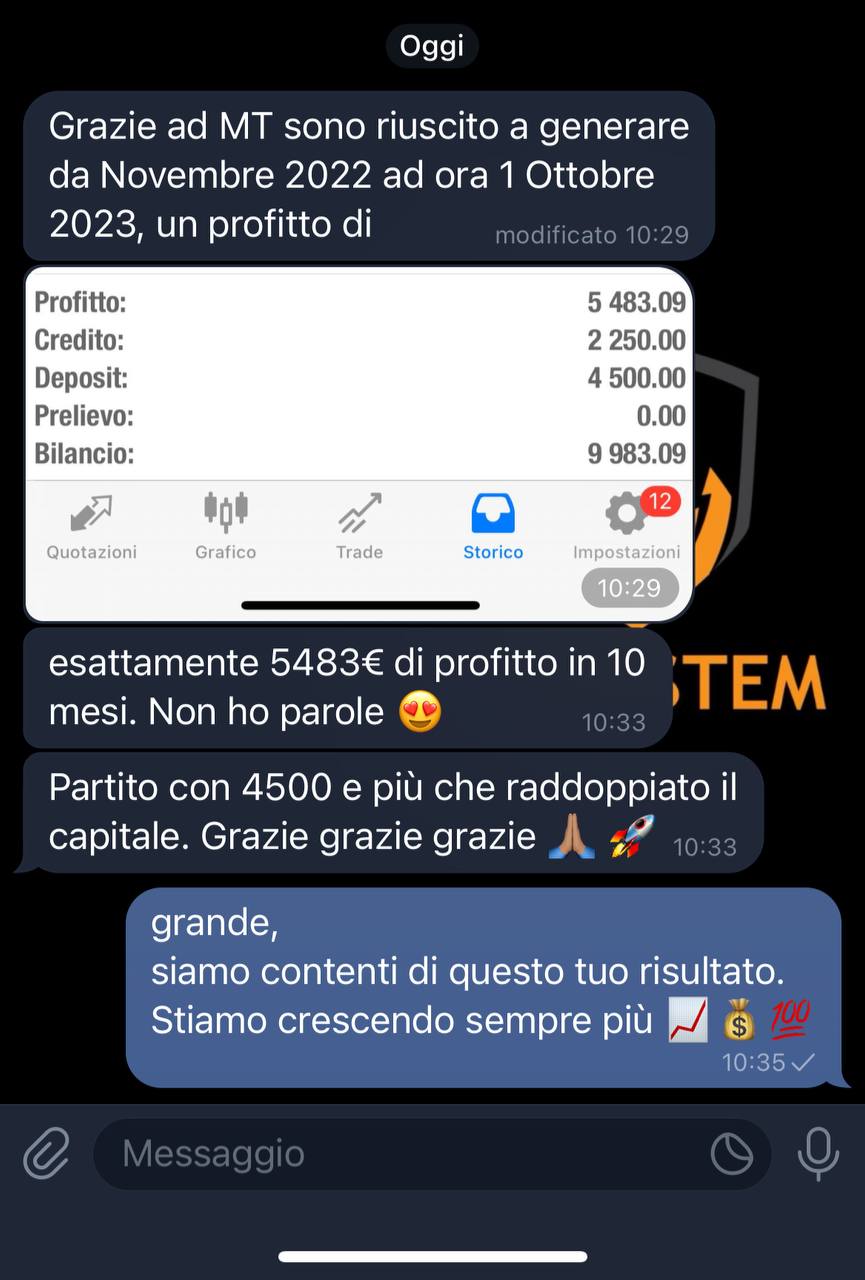 Oggi
Grazie ad MT sono riuscito a generare
da Novembre 2022 ad ora 1 Ottobre
2023, un profitto di
modificato 10:29
Profitto: 5 483.09
Credito: 2 250.00
Deposit: 4 500.00
Prelievo: 0.00
Bilancio: 9 983.09
12
Quotazioni Grafico Trade Storico Impostazioni
10:29
esattamente 5483€ di profitto in 10
mesi. Non ho parole 😍 10:33
STEM
Partito con 4500 e più che raddoppiato il
capitale. Grazie grazie grazie 🙏🏽 🚀 10:33
grande,
siamo contenti di questo tuo risultato.
Stiamo crescendo sempre più 📈 💰 💯
10:35
Messaggio